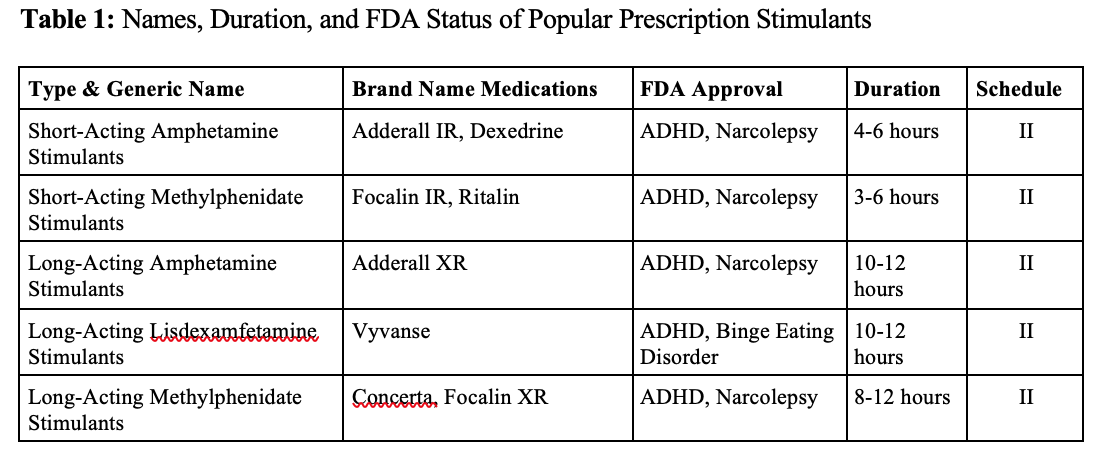 Table 1: Names, Duration, and FDA Status of Popular Prescription Stimulants
Type & Generic Name Brand Name Medications FDA Approval Duration Schedule
Short-Acting Amphetamine Adderall IR, Dexedrine ADHD, Narcolepsy 4-6 hours II
Stimulants
Short-Acting Methylphenidate Focalin IR, Ritalin ADHD, Narcolepsy 3-6 hours II
Stimulants
Long-Acting Amphetamine Adderall XR ADHD, Narcolepsy 10-12 II
Stimulants hours
Long-Acting Lisdexamfetamine Vyvanse ADHD, Binge Eating 10-12 II
Stimulants Disorder hours
Long-Acting Methylphenidate Concerta, Focalin XR ADHD, Narcolepsy 8-12 hours II
Stimulants